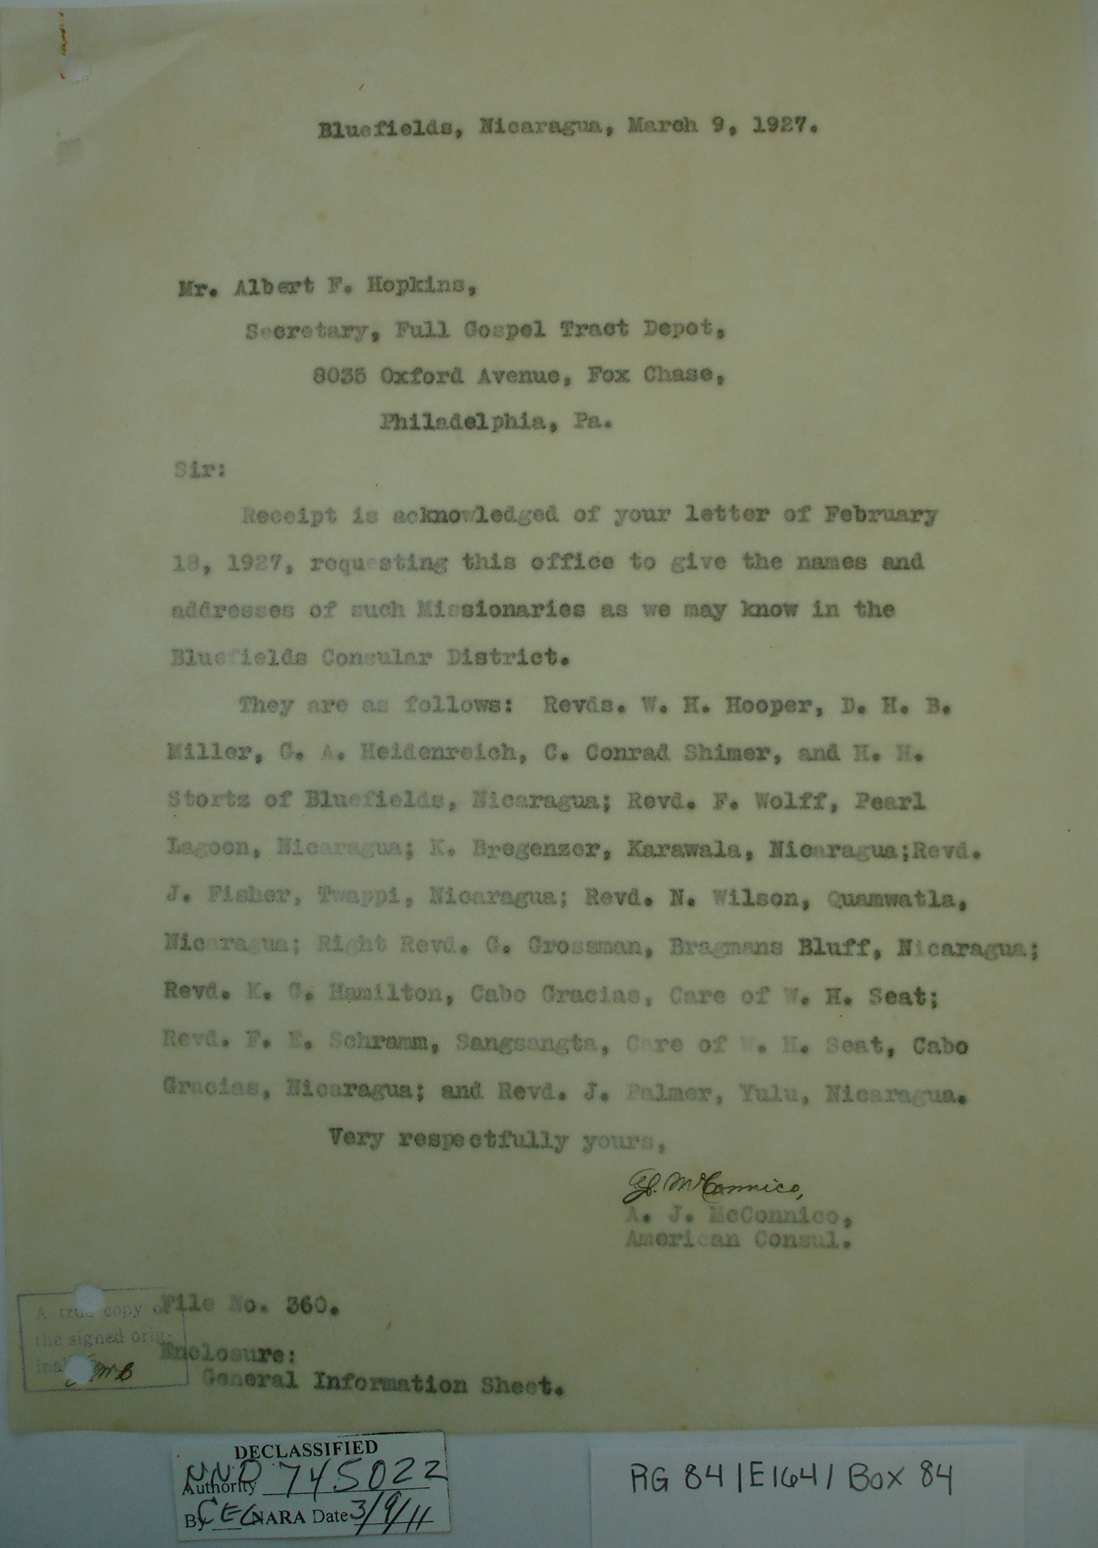 Bluefields, Nicaragua, March 9, 1927.
Mr. Albert F. Hopkins,
Secretary, Full Gospel Tract Depot,
8035 Oxford Avenue, Fox Chase,
Philadelphia, Pa.
Sir:
Receipt is acknowledged of your letter of February
18, 1927, requesting this office to give the names and
addresses of such Missionaries as we may know in the
Bluefields Consular District.
They are as follows: Revds. W. H. Hooper, D. H. B.
Miller, G. A. Heidenreich, C. Conrad Shimer, and H. H.
Stortz of Bluefields, Nicaragua; Revd. F. Wolff, Pearl
Lagoon, Nicaragua; K. Bregenzer, Karawala, Nicaragua;Revd.
J. Fisher, Twappi, Nicaragua; Revd. N. Wilson, Quamwatla,
Nicaragua; Right Revd. G. Grossman, Bragmans Bluff, Nicaragua;
Revd. K. G. Hamilton, Cabo Gracias, Care of W. H. Seat;
Revd. F. E. Schramm, Sangsangta, Care of W. H. Seat, Cabo
Gracias, Nicaragua; and Revd. J. Palmer, Yulu, Nicaragua.
Very respectfully yours,
A. J. McConnico,
A. J. McConnico,
American Consul.
File No. 360.
A true copy of
the signed orig-
inal
Enclosure:
General Information Sheet.
DECLASSIFIED
Authority NND 745022
By CEG NARA Date 3/9/11
RG 84/E164/Box 84